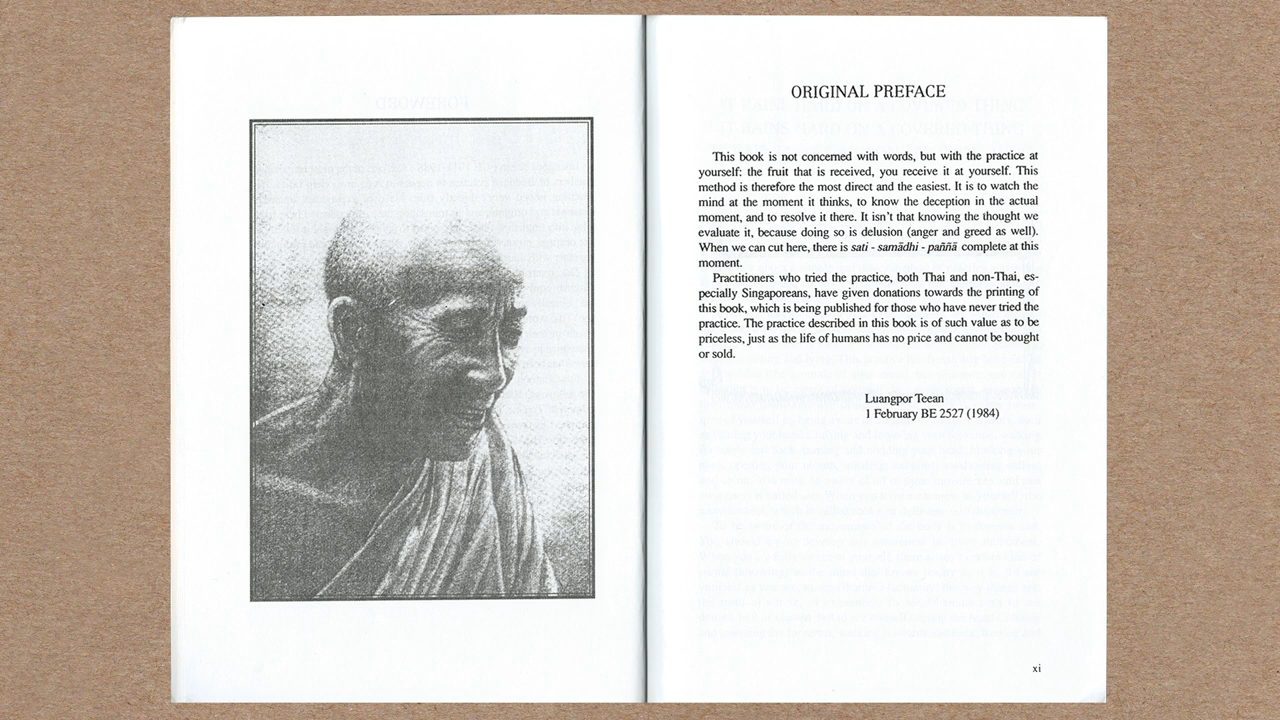 ORIGINAL PREFACE
This book is not concerned with words, but with the practice at
yourself: the fruit that is received, you receive it at yourself. This
method is therefore the most direct and the easiest. It is to watch the
mind at the moment it thinks, to know the deception in the actual
moment, and to resolve it there. It isn't that knowing the thought we
evaluate it, because doing so is delusion (anger and greed as well).
When we can cut here, there is sati - samādhi - paññā complete at this
moment.
Practitioners who tried the practice, both Thai and non-Thai, es-
pecially Singaporeans, have given donations towards the printing of
this book, which is being published for those who have never tried the
practice. The practice described in this book is of such value as to be
priceless, just as the life of humans has no price and cannot be bought
or sold.
Luangpor Teean
1 February BE 2527 (1984)
xi